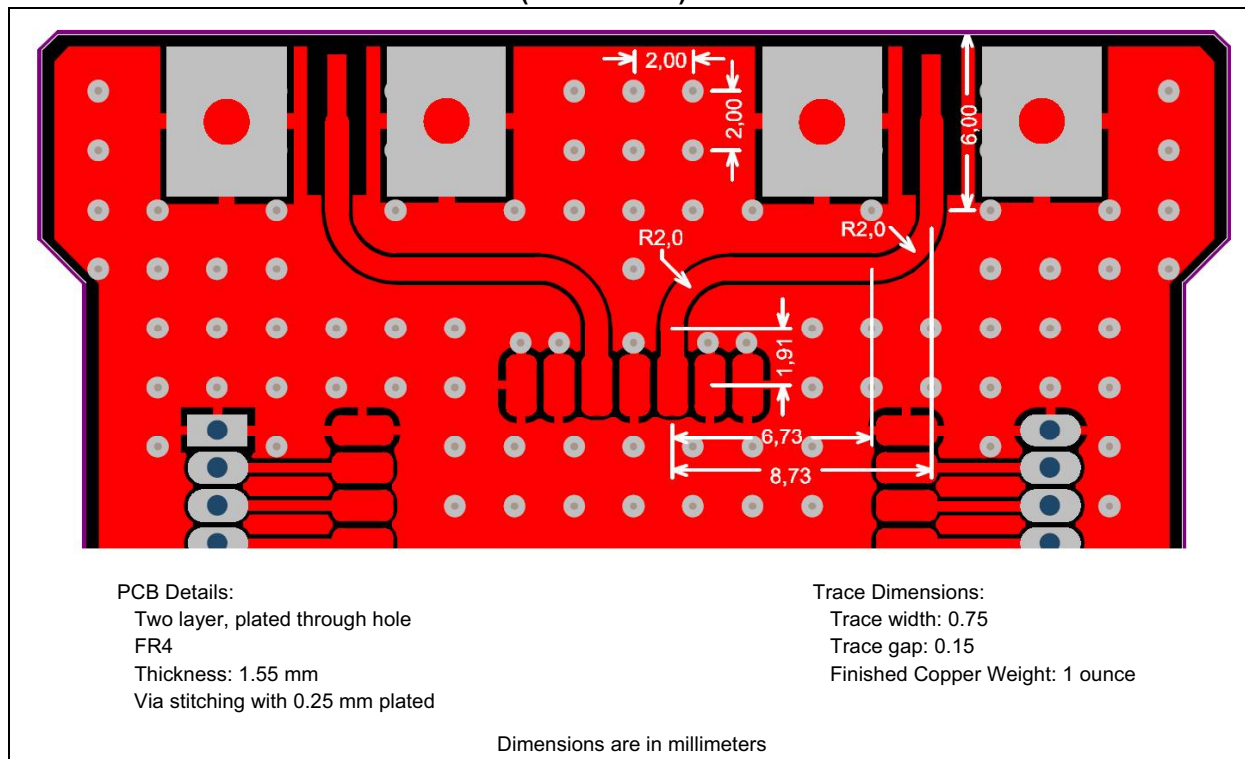 2,00
2,00
6,00
R2,0
R2,0
1,91
6,73
8,73
PCB Details:
Two layer, plated through hole
FR4
Thickness: 1.55 mm
Via stitching with 0.25 mm plated
Trace Dimensions:
Trace width: 0.75
Trace gap: 0.15
Finished Copper Weight: 1 ounce
Dimensions are in millimeters